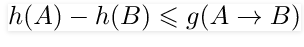 h(A) − h(B) ⩽ g(A → B)